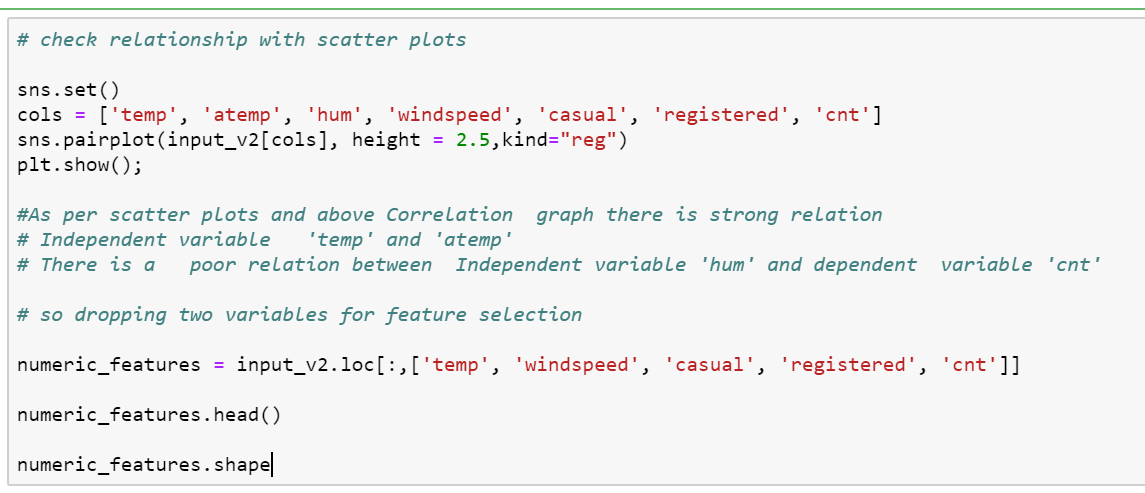 # check relationship with scatter plots
sns.set()
cols = ['temp', 'atemp', 'hum', 'windspeed', 'casual', 'registered', 'cnt']
sns.pairplot(input_v2[cols], height = 2.5,kind="reg")
plt.show();
#As per scatter plots and above Correlation  graph there is strong relation
# Independent variable   'temp' and 'atemp'
# There is a   poor relation between  Independent variable 'hum' and dependent  variable 'cnt'
# so dropping two variables for feature selection
numeric_features = input_v2.loc[:,['temp', 'windspeed', 'casual', 'registered', 'cnt']]
numeric_features.head()
numeric_features.shape